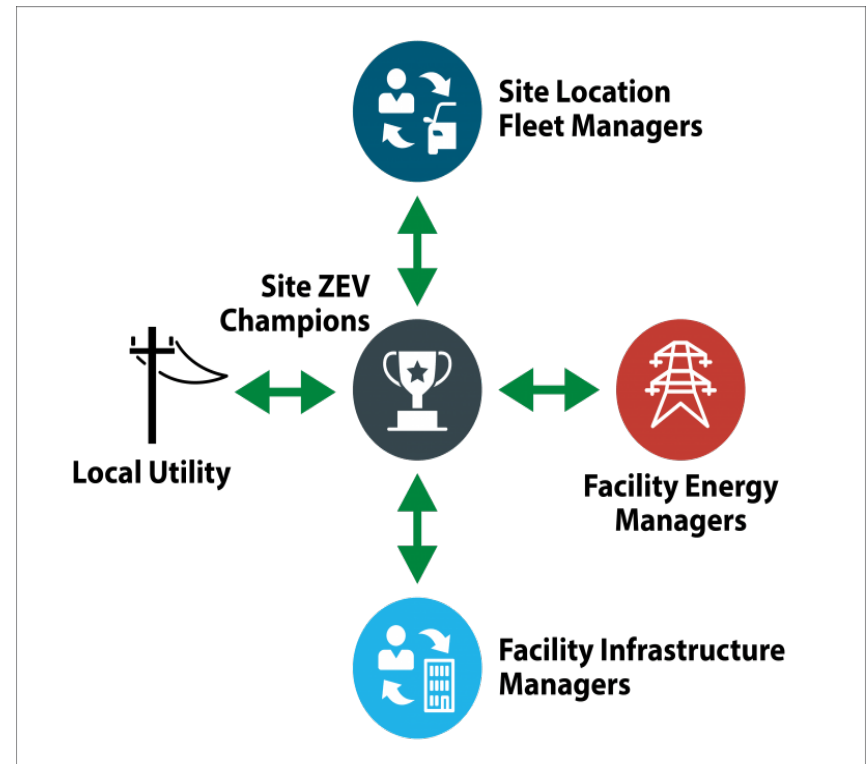 Site Location
Fleet Managers
Site ZEV
Champions
Local Utility
Facility Energy
Managers
Facility Infrastructure
Managers